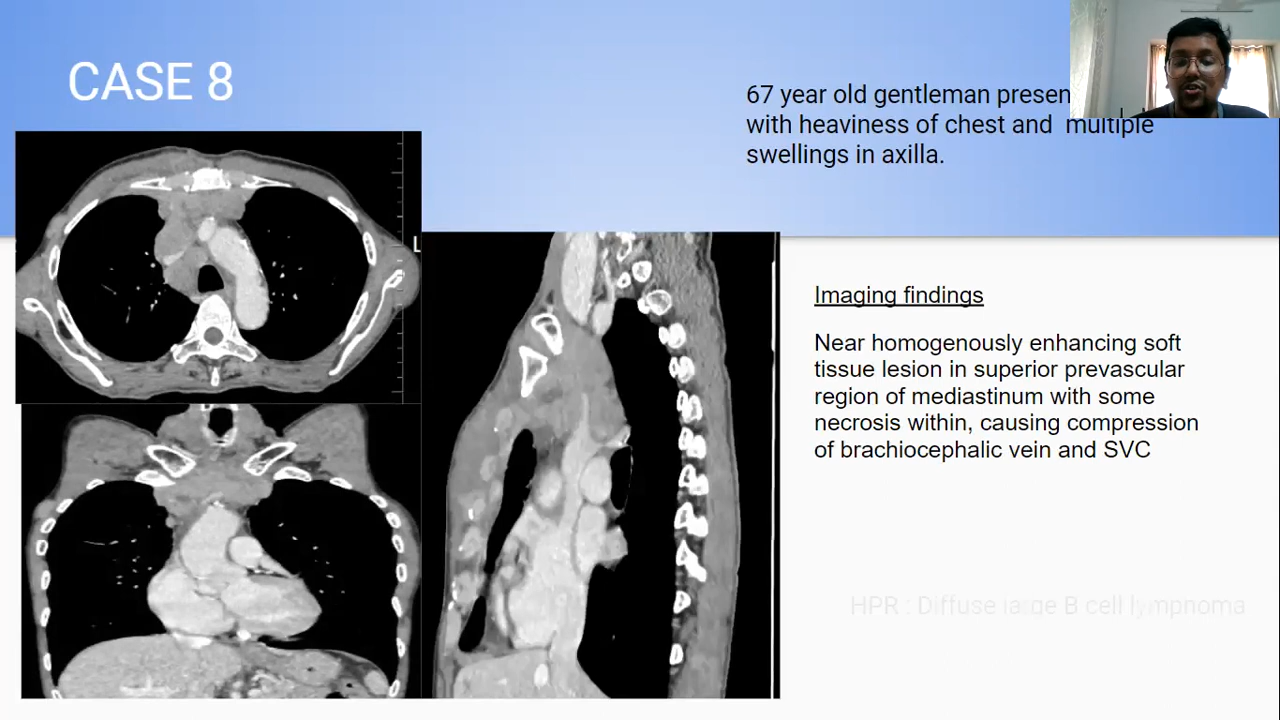 CASE 8
67 year old gentleman presen
with heaviness of chest and multiple
swellings in axilla.
L
Imaging findings
Near homogenously enhancing soft
tissue lesion in superior prevascular
region of mediastinum with some
necrosis within, causing compression
of brachiocephalic vein and SVC
HPR : Diffuse large B cell lymphoma